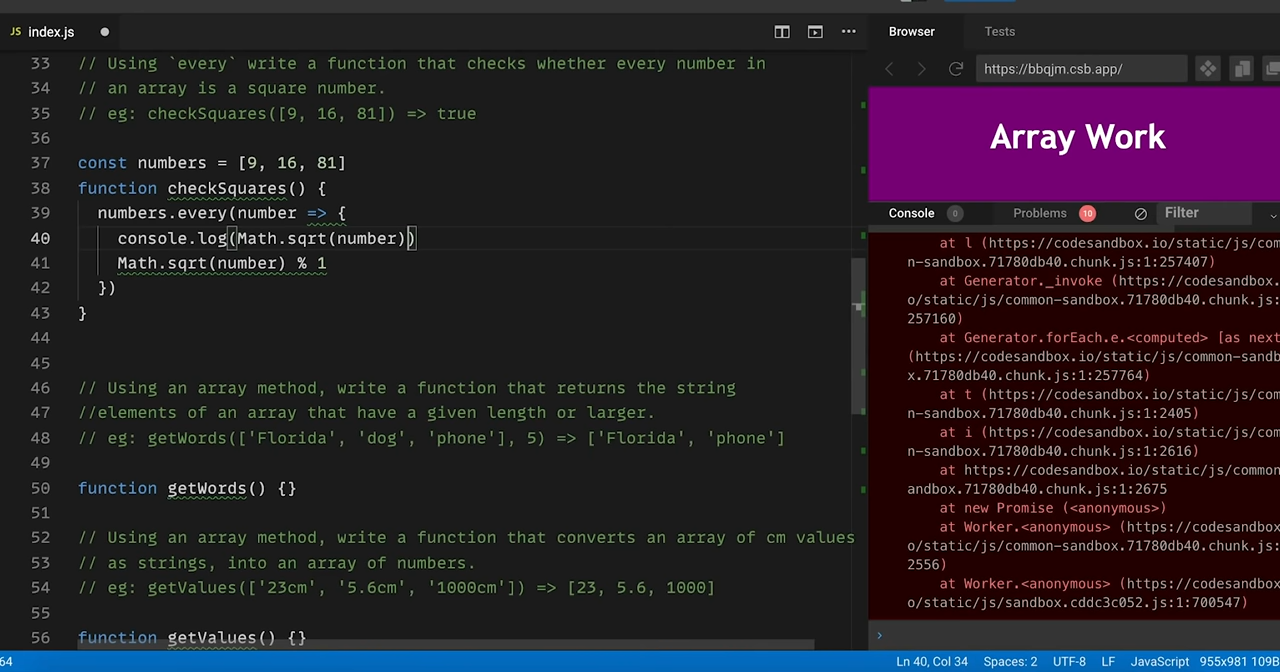 JS index.js
Browser
Tests
https://bbqjm.csb.app/
33 // Using `every` write a function that checks whether every number in
34 // an array is a square number.
35 // eg: checkSquares([9, 16, 81]) => true
36
37 const numbers = [9, 16, 81]
38 function checkSquares() {
39 numbers.every(number => {
40 console.log(Math.sqrt(number))
41 Math.sqrt(number) % 1
42 })
43 }
44
45
46 // Using an array method, write a function that returns the string
47 //elements of an array that have a given length or larger.
48 // eg: getWords(['Florida', 'dog', 'phone'], 5) => ['Florida', 'phone']
49
50 function getWords() {}
51
52 // Using an array method, write a function that converts an array of cm values
53 // as strings, into an array of numbers.
54 // eg: getValues(['23cm', '5.6cm', '1000cm']) => [23, 5.6, 1000]
55
56 function getValues() {}
Array Work
Console 0
Problems 10
Filter
at l (https://codesandbox.io/static/js/com
n-sandbox.71780db40.chunk.js:1:257407)
at Generator._invoke (https://codesandbox.
o/static/js/common-sandbox.71780db40.chunk.js:
257160)
at Generator.forEach.e.<computed> [as next
(https://codesandbox.io/static/js/common-sandb
x.71780db40.chunk.js:1:257764)
at t (https://codesandbox.io/static/js/com
n-sandbox.71780db40.chunk.js:1:2405)
at i (https://codesandbox.io/static/js/com
n-sandbox.71780db40.chunk.js:1:2616)
at https://codesandbox.io/static/js/common
andbox.71780db40.chunk.js:1:2675
at new Promise (<anonymous>)
at Worker.<anonymous> (https://codesandbox
o/static/js/common-sandbox.71780db40.chunk.js:
2556)
at Worker.<anonymous> (https://codesandbox
o/static/js/sandbox.cddc3c052.js:1:700547)
64
Ln 40, Col 34
Spaces: 2
UTF-8
LF
JavaScript
955x981 109B